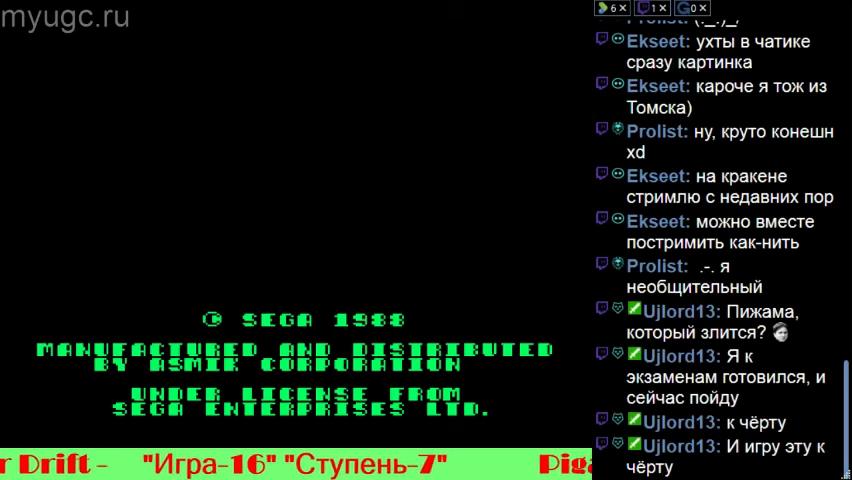 myugc.ru
© SEGA 1988
MANUFACTURED AND DISTRIBUTED
BY ASMIK CORPORATION
UNDER LICENSE FROM
SEGA ENTERPRISES LTD.
r Drift - "Игра-16" "Ступень-7" Piga
6 × 1 × 0 ×
Prolist: (._.)_/
Ekseet: ухты в чатике
сразу картинка
Ekseet: кароче я тож из
Томска)
Prolist: ну, круто конешн
xd
Ekseet: на кракене
стримлю с недавних пор
Ekseet: можно вместе
постримить как-нить
Prolist: .-. я
необщительный
Ujlord13: Пижама,
который злится?
Ujlord13: Я к
экзаменам готовился, и
сейчас пойду
Ujlord13: к чёрту
Ujlord13: И игру эту к
чёрту